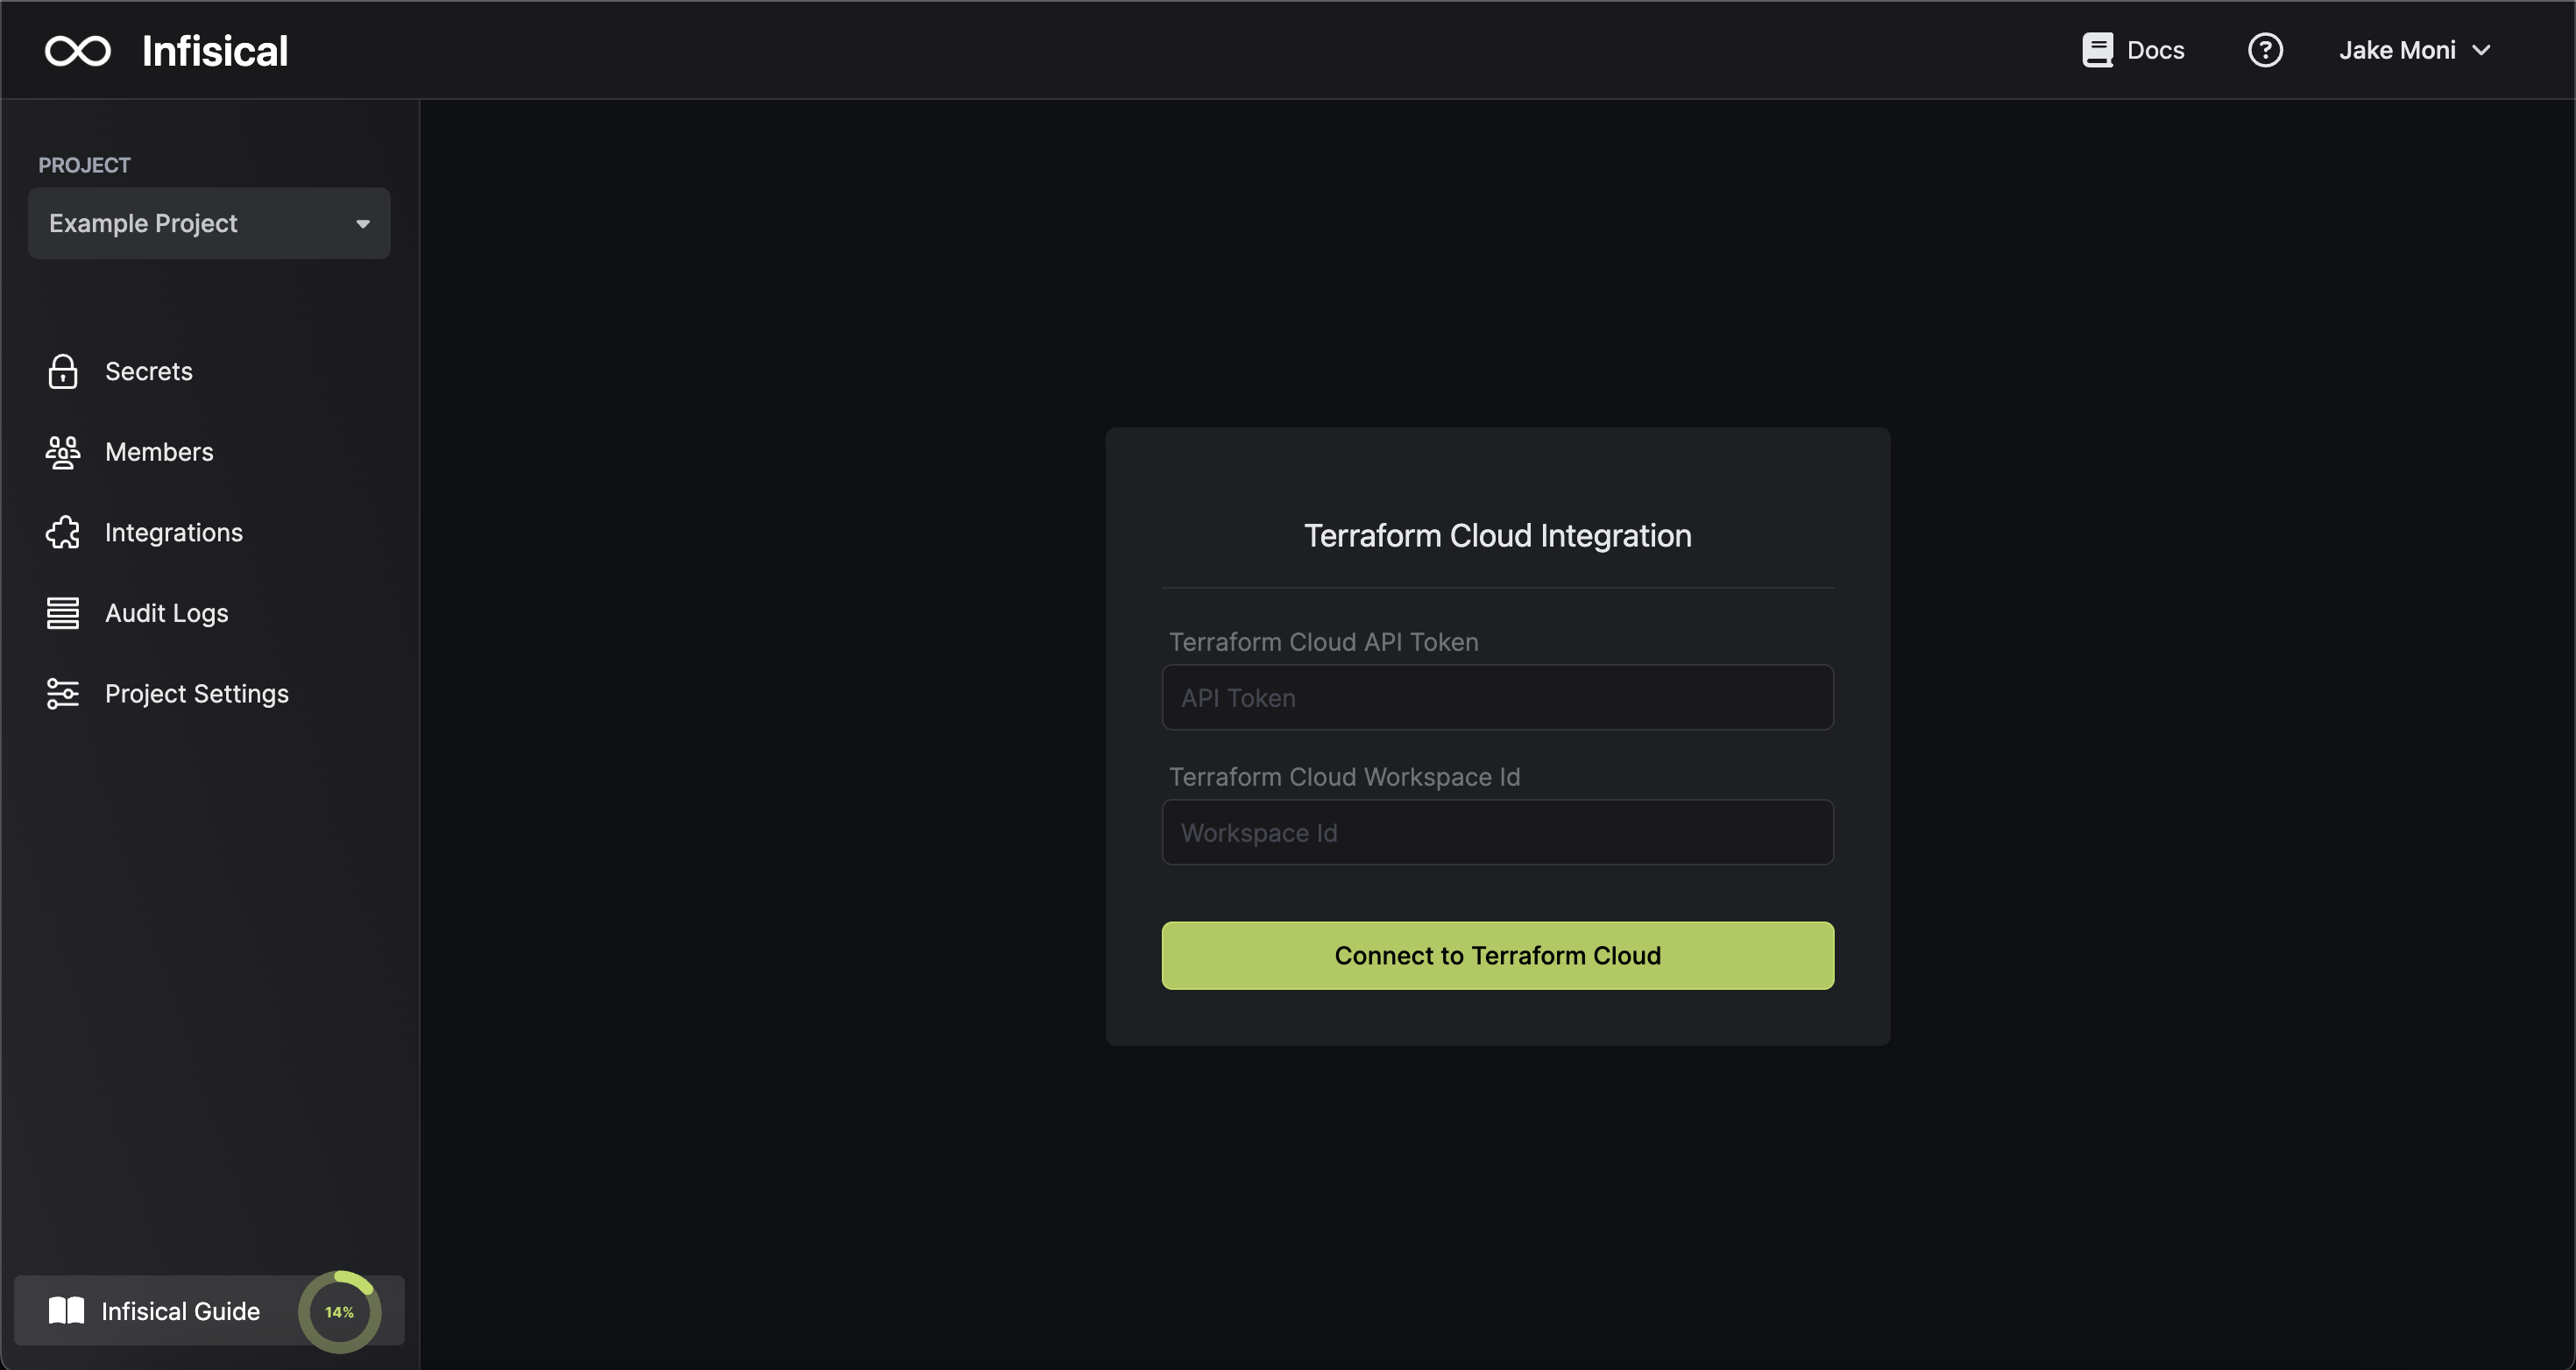 Infisical
Docs
Jake Moni
PROJECT
Example Project
Secrets
Members
Integrations
Audit Logs
Project Settings
Terraform Cloud Integration
Terraform Cloud API Token
API Token
Terraform Cloud Workspace Id
Workspace Id
Connect to Terraform Cloud
Infisical Guide
14%